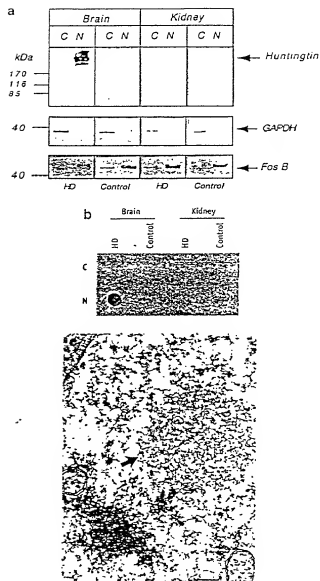 a
Brain Kidney
C N C N C N C N
kDa
Huntingtin
170
116
85
40
GAPDH
Fos B
40
HD Control HD Control
b
Brain Kidney
HD Control HD Control
C
N